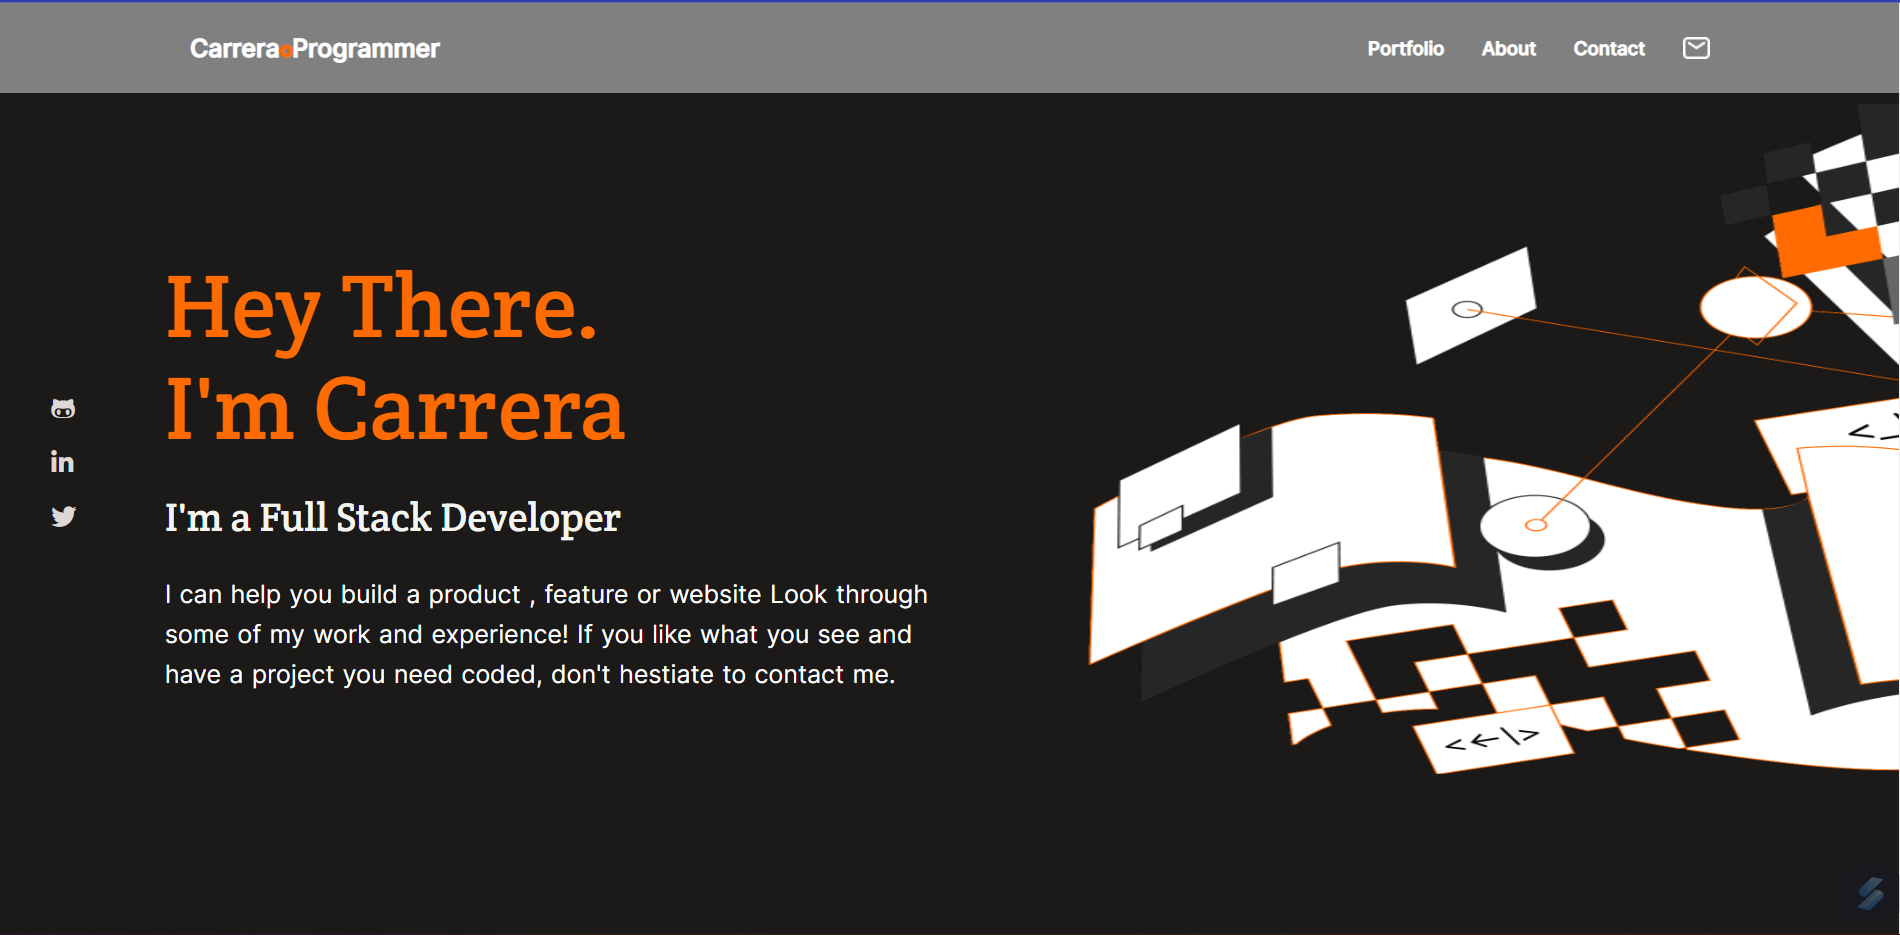 Carrera Programmer
Portfolio About Contact
Hey There.
I'm Carrera
in
I'm a Full Stack Developer
I can help you build a product , feature or website Look through
some of my work and experience! If you like what you see and
have a project you need coded, don't hestiate to contact me.
<←|>